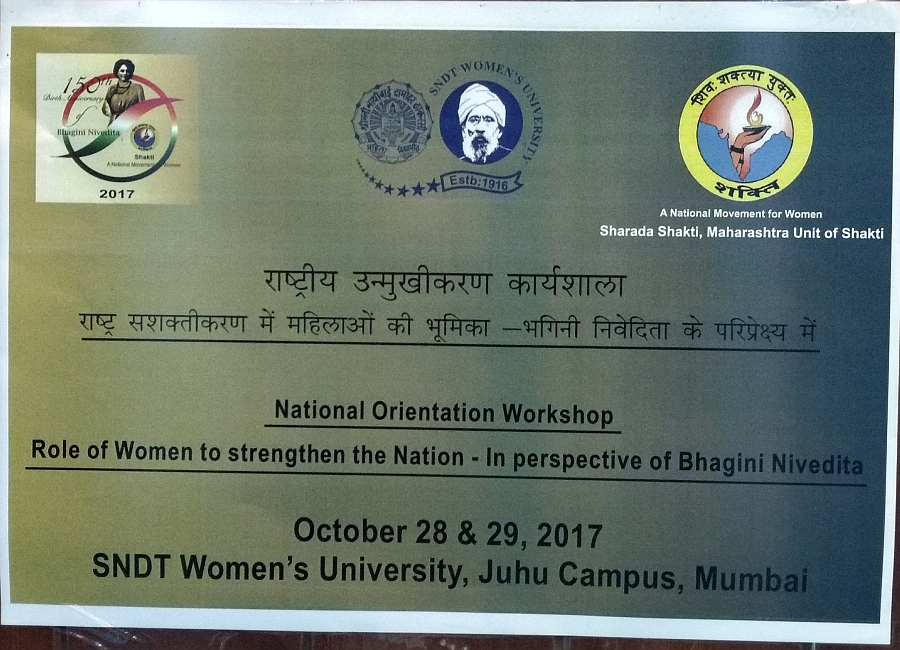 150th
Birth Anniversary
of
Bhagini Nivedita
Shakti
A National Movement Women
2017
SNDT WOMEN'S UNIVERSITY
Estb:1916
शिवः शक्त्या युक्तः
शक्ति
A National Movement for Women
Sharada Shakti, Maharashtra Unit of Shakti
राष्ट्रीय उन्मुखीकरण कार्यशाला
राष्ट्र सशक्तीकरण में महिलाओं की भूमिका –भगिनी निवेदिता के परिप्रेक्ष्य में
National Orientation Workshop
Role of Women to strengthen the Nation - In perspective of Bhagini Nivedita
October 28 & 29, 2017
SNDT Women's University, Juhu Campus, Mumbai